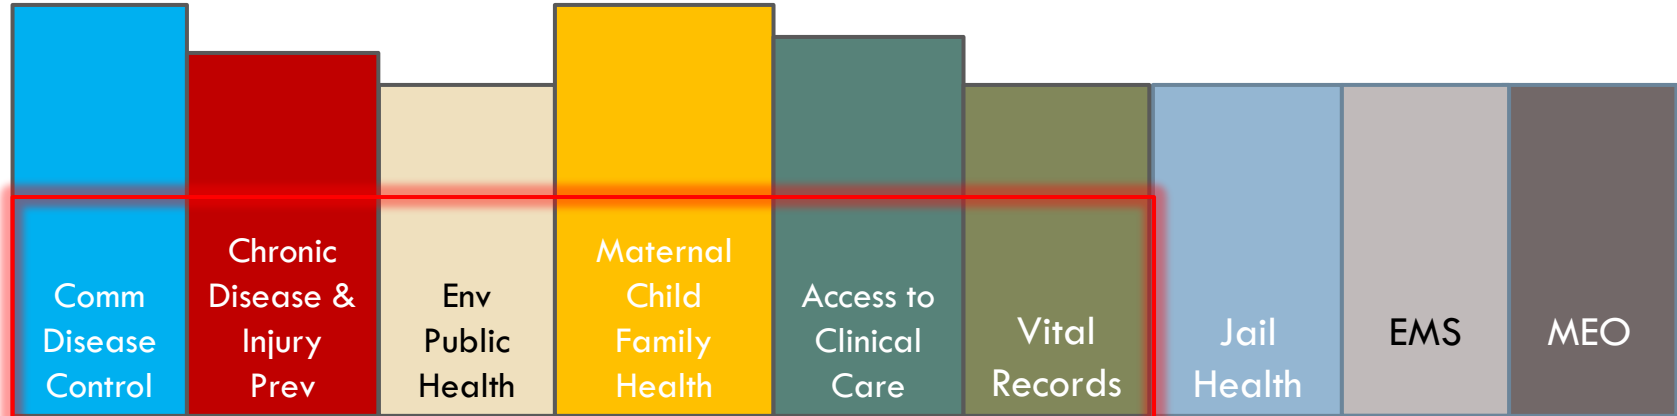 Comm
Disease
Control
Chronic
Disease &
Injury
Prev
Env
Public
Health
Maternal
Child
Family
Health
Access to
Clinical
Care
Vital
Records
Jail
Health
EMS
MEO